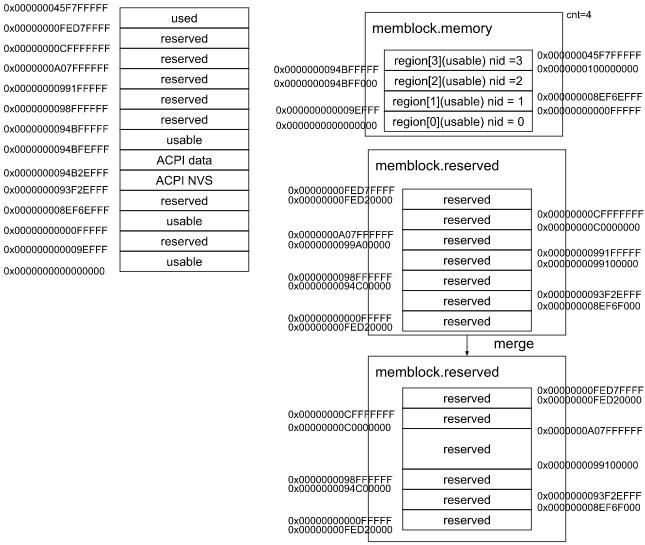 0x000000045F7FFFFF
used
0x00000000FED7FFFFF
reserved
0x00000000CFFFFFFF
reserved
0x0000000A07FFFFFF
reserved
0x0000000991FFFFF
reserved
0x0000000098FFFFFF
reserved
0x0000000094BFFFFF
usable
0x0000000094BFEFFF
ACPI data
0x0000000094B2EFFF
ACPI NVS
0x0000000093F2EFFF
reserved
0x000000008EF6EFFF
usable
0x00000000000FFFFF
reserved
0x000000000009EFFF
usable
0x0000000000000000
cnt=4
memblock.memory
region[3](usable) nid =3
0x000000045F7FFFFF
0x0000000100000000
0x0000000094BFFFFF
0x0000000094BFF000
region[2](usable) nid =2
region[1](usable) nid = 1
0x000000008EF6EFFF
0x00000000000FFFFF
0x000000000009EFFF
0x0000000000000000
region[0](usable) nid = 0
memblock.reserved
0x00000000FED7FFFF
0x00000000FED20000
reserved
reserved
0x00000000CFFFFFFF
0x00000000C0000000
0x0000000A07FFFFFF
0x0000000099A00000
reserved
reserved
0x0000000991FFFFF
0x0000000099100000
0x0000000098FFFFFF
0x0000000094C00000
reserved
reserved
0x0000000093F2EFFF
0x000000008EF6F000
0x00000000000FFFFF
0x00000000FED20000
reserved
merge
memblock.reserved
reserved
0x00000000FED7FFFF
0x00000000FED20000
0x00000000CFFFFFFF
0x00000000C0000000
reserved
reserved
0x0000000A07FFFFFF
0x0000000099100000
0x0000000098FFFFFF
0x0000000094C00000
reserved
reserved
0x0000000093F2EFFF
0x000000008EF6F000
0x00000000000FFFFF
0x00000000FED20000
reserved